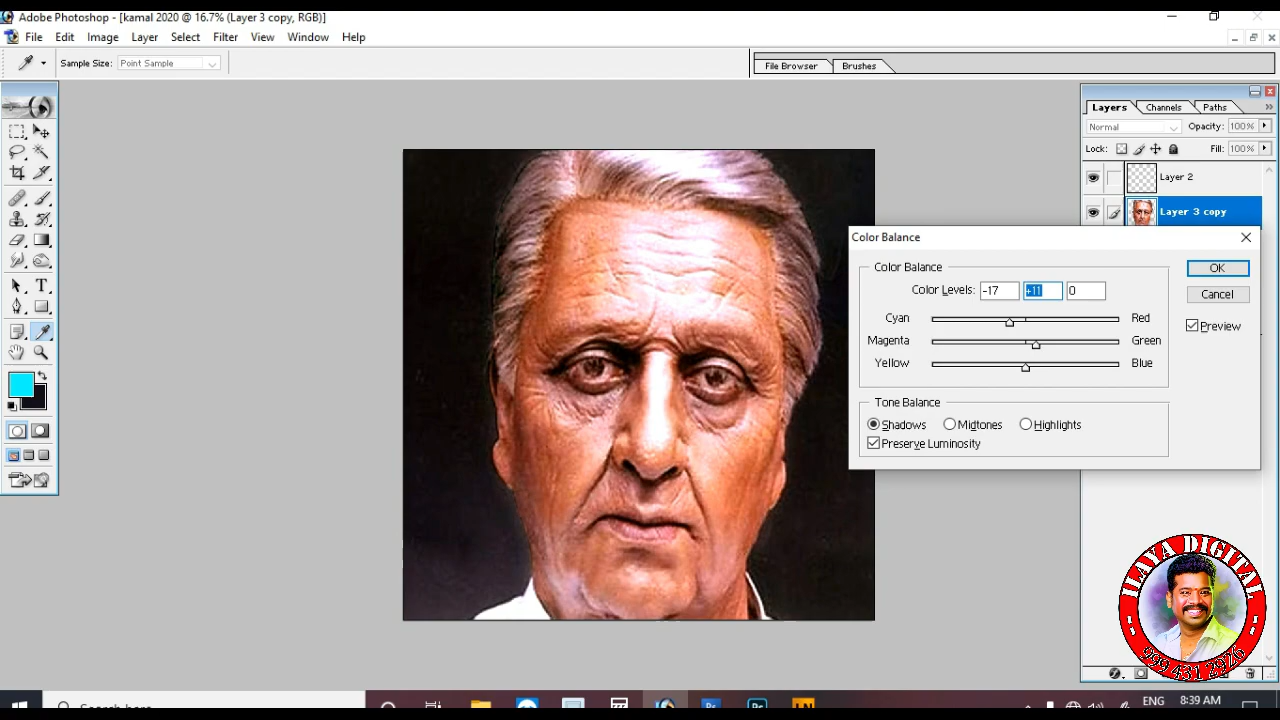 Adobe Photoshop - [kamal 2020 @ 16.7% (Layer 3 copy, RGB)]
File Edit Image Layer Select Filter View Window Help
Sample Size: Point Sample
File Browser Brushes
Layers Channels Paths
Normal Opacity: 100%
Lock: Fill: 100%
Layer 2
Layer 3 copy
Color Balance
Color Balance
OK
Color Levels: -17 +11 0
Cancel
Cyan Red
Preview
Magenta Green
Yellow Blue
Tone Balance
Shadows Midtones Highlights
Preserve Luminosity
T
ILAYA DIGITAL
999 431 2926
ENG 8:39 AM